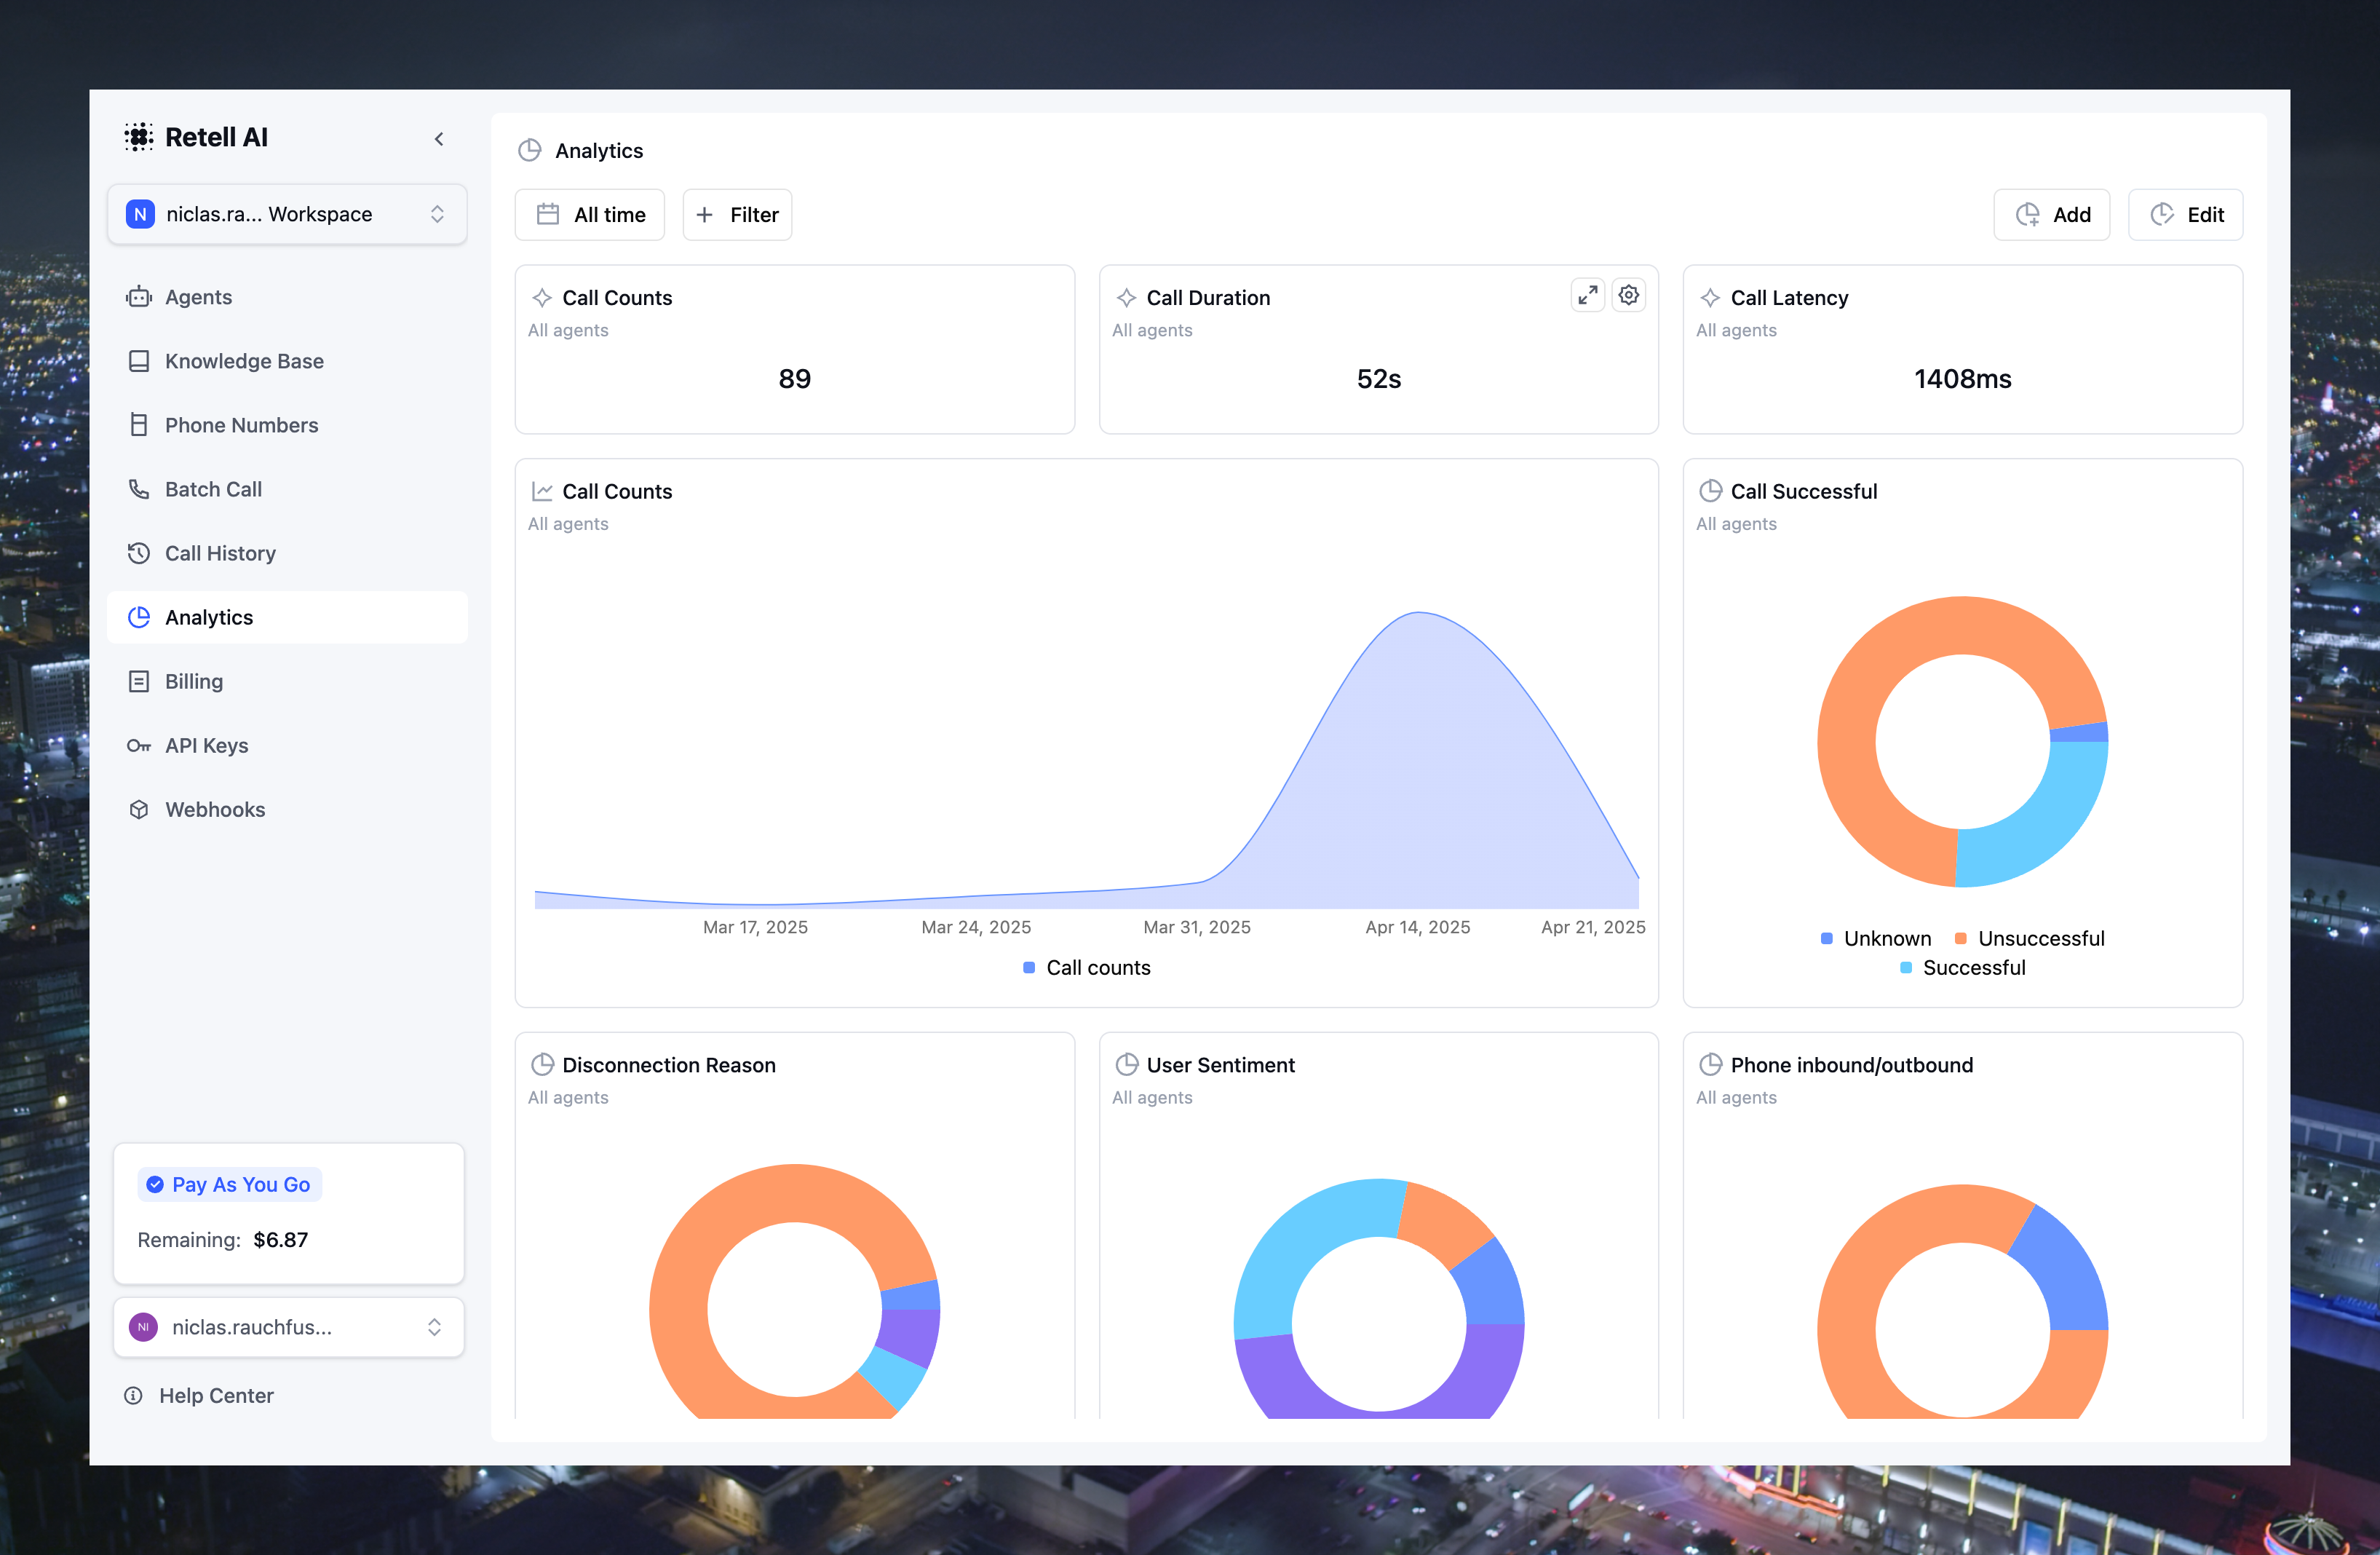 Retell AI
N niclas.ra... Workspace
Agents
Knowledge Base
Phone Numbers
Batch Call
Call History
Analytics
Billing
API Keys
Webhooks
Pay As You Go
Remaining: $6.87
NI niclas.rauchfus...
Help Center
Analytics
All time
+ Filter
Add
Edit
Call Counts
All agents
89
Call Duration
All agents
52s
Call Latency
All agents
1408ms
Call Counts
All agents
Mar 17, 2025 Mar 24, 2025 Mar 31, 2025 Apr 14, 2025 Apr 21, 2025
Call counts
Call Successful
All agents
Unknown Unsuccessful
Successful
Disconnection Reason
All agents
User Sentiment
All agents
Phone inbound/outbound
All agents